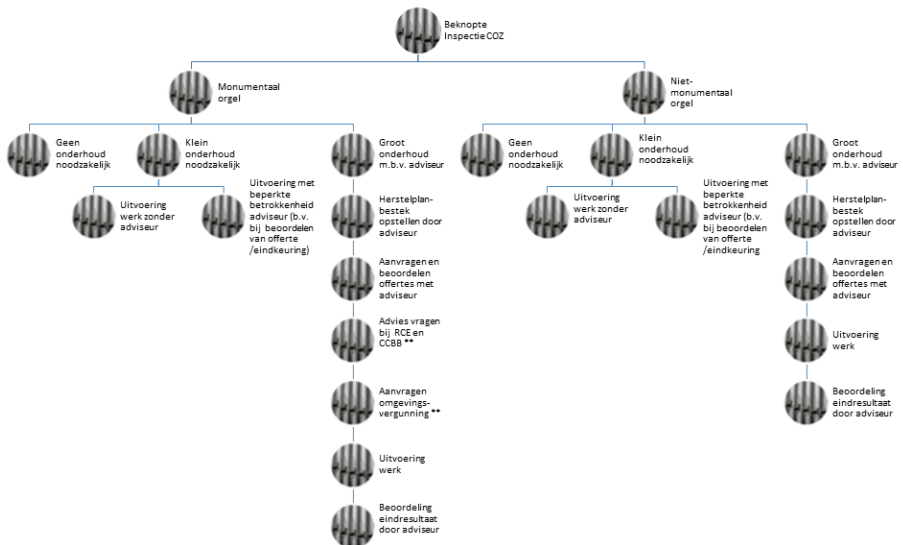 Beknopte
Inspectie COZ
Monumentaal
orgel
Niet-
monumentaal
orgel
Geen
onderhoud
noodzakelijk
Klein
onderhoud
noodzakelijk
Groot
onderhoud
m.b.v. adviseur
Geen
onderhoud
noodzakelijk
Klein
onderhoud
noodzakelijk
Groot
onderhoud
m.b.v. adviseur
Uitvoering
werk zonder
adviseur
Uitvoering met
beperkte
betrokkenheid
adviseur (b.v.
bij beoordelen
van offerte
/eindkeuring)
Herstelplan-
bestek
opstellen door
adviseur
Uitvoering
werk zonder
adviseur
Uitvoering met
beperkte
betrokkenheid
adviseur (b.v.
bij beoordelen
van offerte
/eindkeuring
Herstelplan-
bestek
opstellen door
adviseur
Aanvragen en
beoordelen
offertes met
adviseur
Aanvragen en
beoordelen
offertes met
adviseur
Advies vragen
bij RCE en
CCBB **
Uitvoering
werk
Aanvragen
omgevings-
vergunning **
Beoordeling
eindresultaat
door adviseur
Uitvoering
werk
Beoordeling
eindresultaat
door adviseur